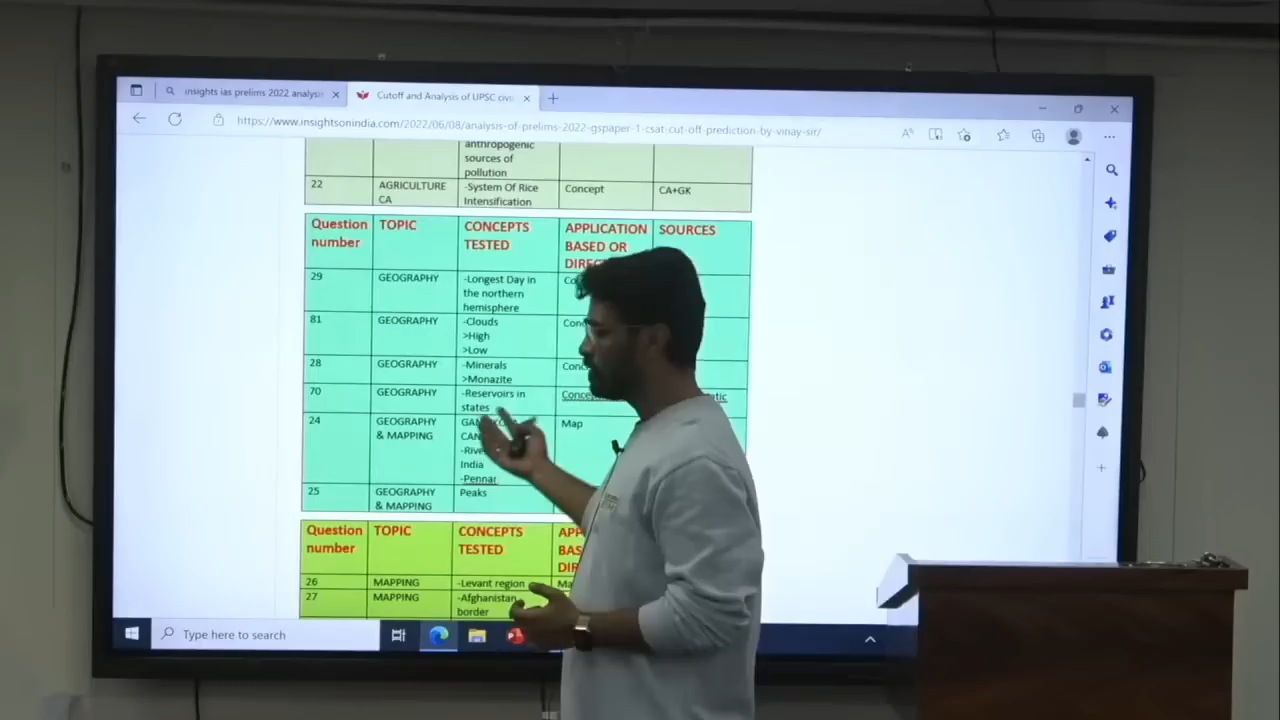 insights ias prelims 2022 analysis
Cutoff and Analysis of UPSC civ
https://www.insightsonindia.com/2022/06/08/analysis-of-prelims-2022-gspaper-1-csat-cut-off-prediction-by-vinay-sir/
anthropogenic
sources of
pollution
22 AGRICULTURE -System Of Rice Concept CA+GK
CA Intensification
Question TOPIC CONCEPTS APPLICATION SOURCES
number TESTED BASED OR
29 GEOGRAPHY -Longest Day in
the northern
hemisphere
81 GEOGRAPHY -Clouds
>High
>Low
28 GEOGRAPHY -Minerals
>Monazite
70 GEOGRAPHY -Reservoirs in
states
24 GEOGRAPHY Map
& MAPPING
India
-Pennar
25 GEOGRAPHY Peaks
& MAPPING
Question TOPIC CONCEPTS
number TESTED
26 MAPPING -Levant region
27 MAPPING -Afghanistan
border
Type here to search